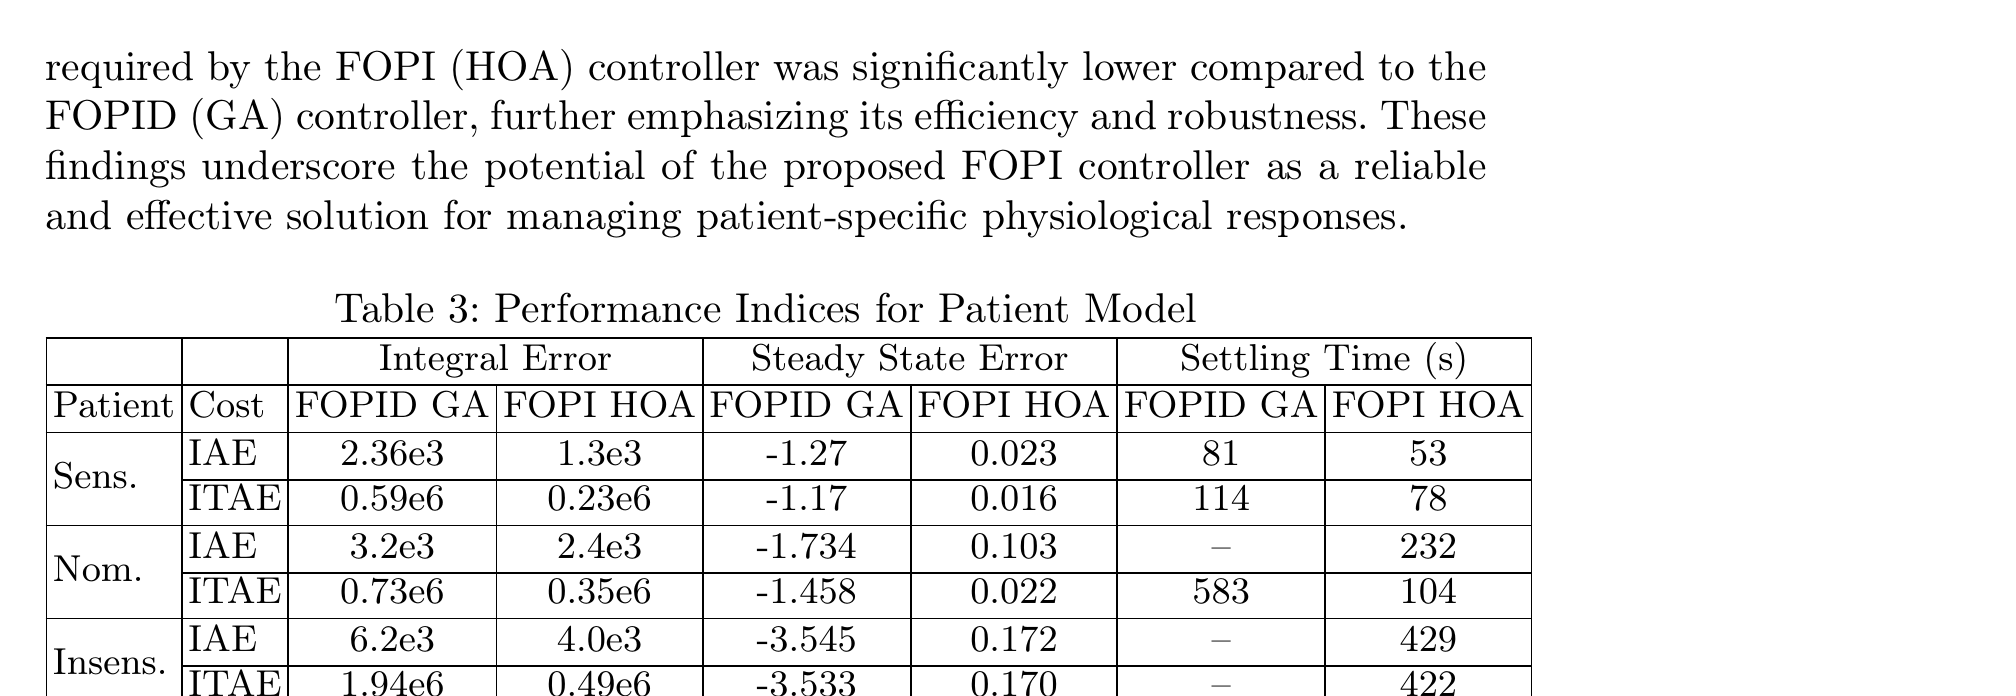 required by the FOPI (HOA) controller was significantly lower compared to the
FOPID (GA) controller, further emphasizing its efficiency and robustness. These
findings underscore the potential of the proposed FOPI controller as a reliable
and effective solution for managing patient-specific physiological responses.
Table 3: Performance Indices for Patient Model
Integral Error Steady State Error Settling Time (s)
Patient Cost FOPID GA FOPI HOA FOPID GA FOPI HOA FOPID GA FOPI HOA
Sens. IAE 2.36e3 1.3e3 -1.27 0.023 81 53
ITAE 0.59e6 0.23e6 -1.17 0.016 114 78
Nom. IAE 3.2e3 2.4e3 -1.734 0.103 – 232
ITAE 0.73e6 0.35e6 -1.458 0.022 583 104
Insens. IAE 6.2e3 4.0e3 -3.545 0.172 – 429
ITAE 1.94e6 0.49e6 -3.533 0.170 – 422